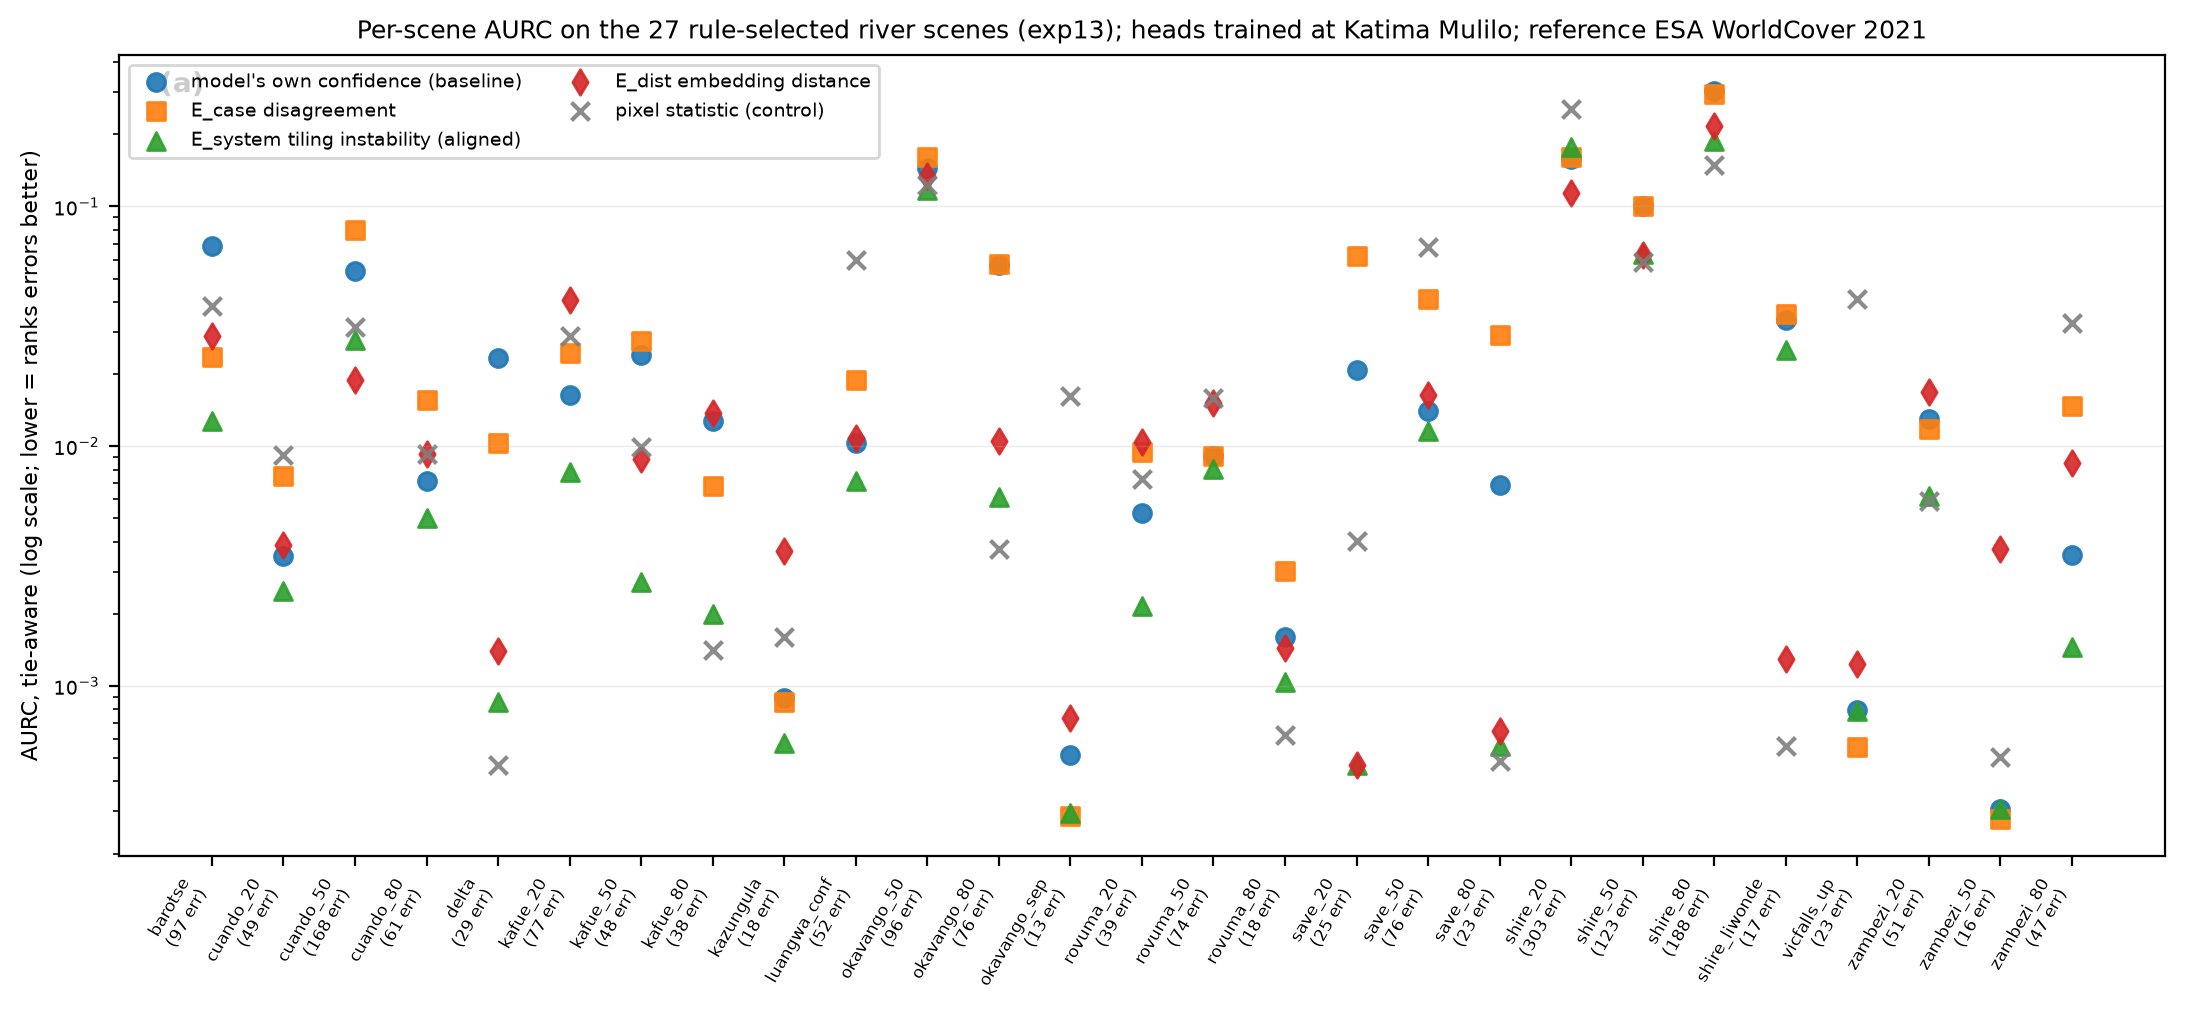 Per-scene AURC on the 27 rule-selected river scenes (exp13); heads trained at Katima Mulilo; reference ESA WorldCover 2021
(a)
model's own confidence (baseline)
E_case disagreement
E_system tiling instability (aligned)
E_dist embedding distance
pixel statistic (control)
AURC, tie-aware (log scale; lower = ranks errors better)
10⁻¹
10⁻²
10⁻³
barotse
(97 err)
cuando_20
(49 err)
cuando_50
(168 err)
cuando_80
(61 err)
delta
(29 err)
kafue_20
(77 err)
kafue_50
(48 err)
kafue_80
(38 err)
kazungula
(18 err)
luangwa_conf
(52 err)
okavango_50
(96 err)
okavango_80
(76 err)
okavango_sep
(13 err)
rovuma_20
(39 err)
rovuma_50
(74 err)
rovuma_80
(18 err)
save_20
(25 err)
save_50
(76 err)
save_80
(23 err)
shire_20
(303 err)
shire_50
(123 err)
shire_80
(188 err)
shire_liwonde
(17 err)
vicfalls_up
(23 err)
zambezi_20
(51 err)
zambezi_50
(16 err)
zambezi_80
(47 err)